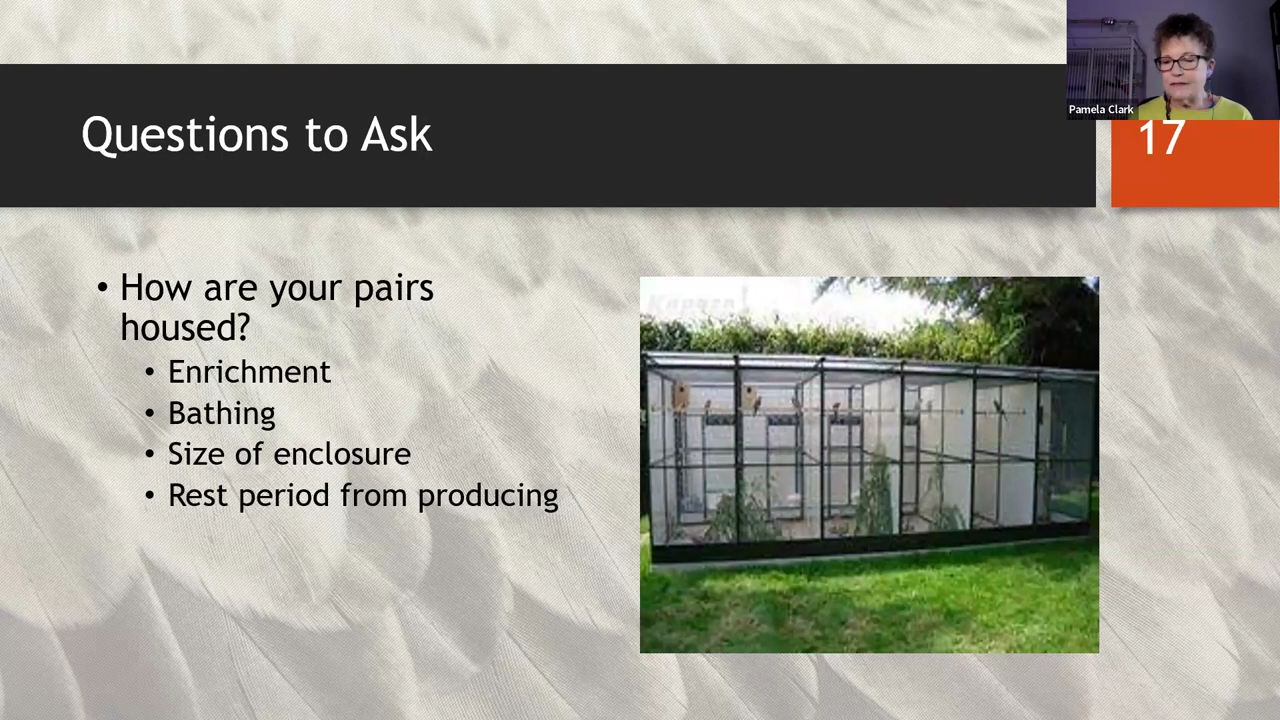 Pamela Clark
Questions to Ask
17
• How are your pairs
housed?
• Enrichment
• Bathing
• Size of enclosure
• Rest period from producing